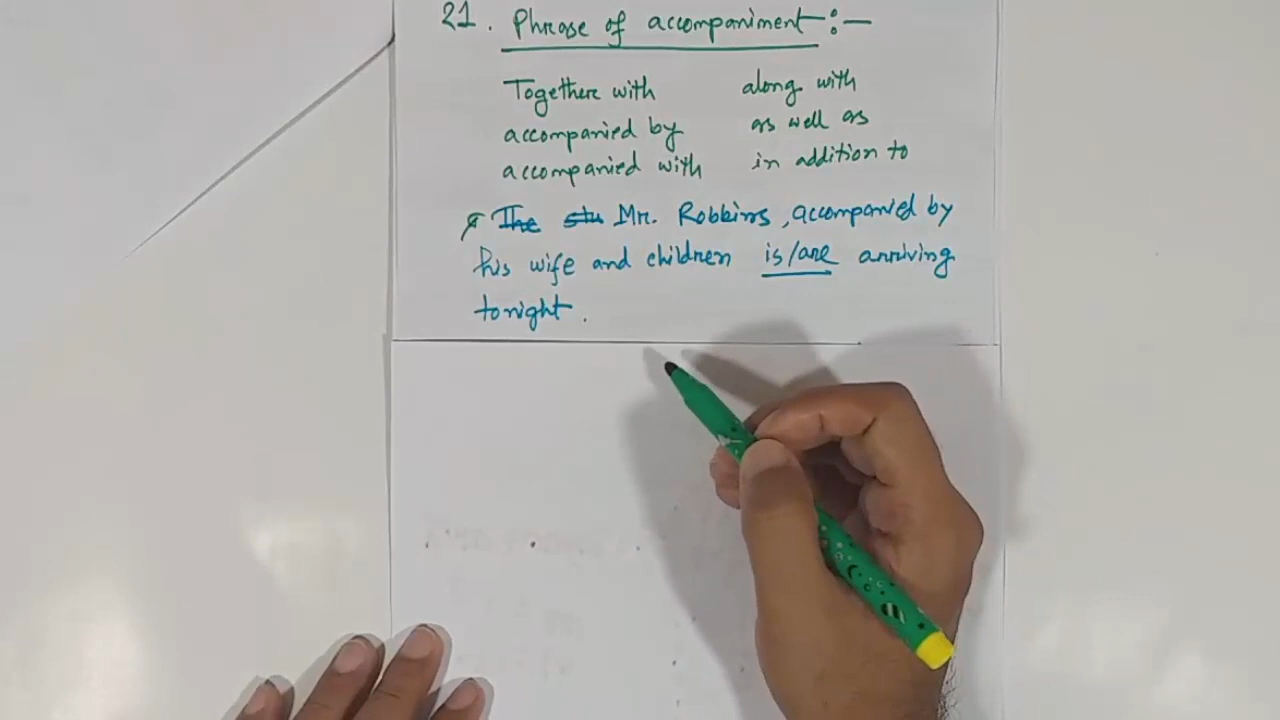 21. Phrase of accompaniment :-
Together with along with
accompanied by as well as
accompanied with in addition to
The stu Mr. Robbins, accompanied by
his wife and children is/are arriving
tonight.